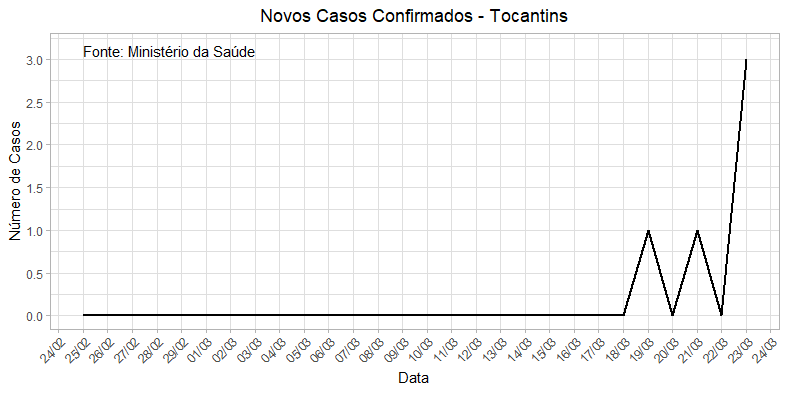 Novos Casos Confirmados - Tocantins
Fonte: Ministério da Saúde
Número de Casos
3.0
2.5
2.0
1.5
1.0
0.5
0.0
24/02 25/02 26/02 27/02 28/02 29/02 01/03 02/03 03/03 04/03 05/03 06/03 07/03 08/03 09/03 10/03 11/03 12/03 13/03 14/03 15/03 16/03 17/03 18/03 19/03 20/03 21/03 22/03 23/03 24/03
Data